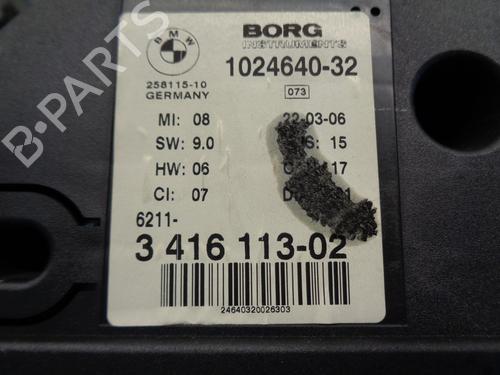 BMW
BORG
INSTRUMENTS
258115-10
GERMANY
1024640-32
073
MI: 08 22-03-06
SW: 9.0 : 15
HW: 06 17
CI: 07
6211-
3 416 113-02
24640320026303
B-PARTS